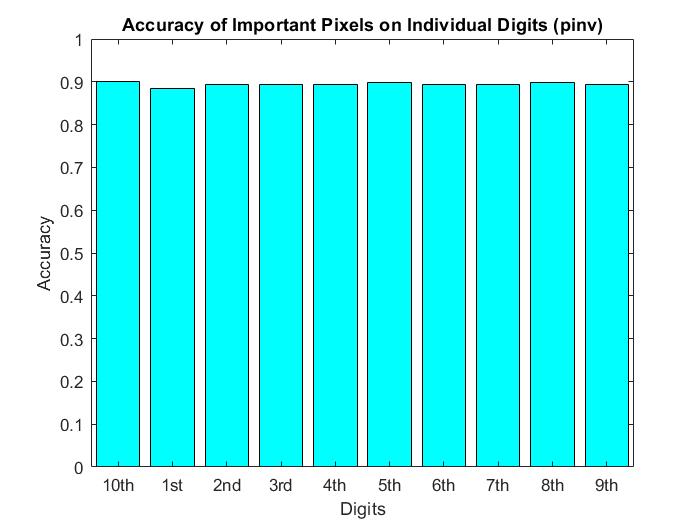 Accuracy of Important Pixels on Individual Digits (pinv)
1
0.9
0.8
0.7
0.6
0.5
0.4
0.3
0.2
0.1
0
Accuracy
10th 1st 2nd 3rd 4th 5th 6th 7th 8th 9th
Digits